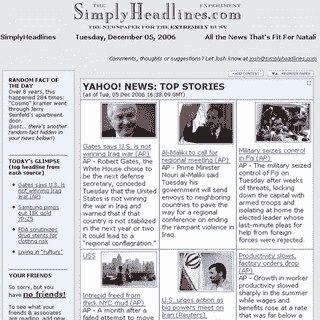 THE EXPERIMENT
SimplyHeadlines.com
THE NEWSPAPER FOR THE EXTREMELY BUSY
SimplyHeadlines
Tuesday, December 05, 2006
All the News That's Fit For Natali
Comments, thoughts or suggestions? Let Josh know at josh@simplyheadlines.com
RANDOM FACT OF
THE DAY
Over 9 years, this
happened 284 times:
"Cosmo" Kramer went
through Jerry
Seinfeld's apartment
door.
(psst... there's another
random fact hidden in
your news below!)
TODAY'S GLIMPSE
(top headline from
each source)
Gates says U.S. is
not winning Iraq
war (AP)
Samsung pimps
out 18K gold
FDA scrutinizes
drug stents for
clotting risk
Living in "ruffury"
YOUR FRIENDS
Sorry, but you
have no friends!
To see what your
friends & associates
are reading, add new
YAHOO! NEWS: TOP STORIES
(as of Tue, 05 Dec 2006 16:39:09 GMT)
Gates says U.S. is not
winning Iraq war (AP)
AP - Robert Gates, the
White House choice to
be the next defense
secretary, conceded
Tuesday that the United
States is not winning
the war in Iraq and
warned that if that
country is not stabilized
in the next year or two
it could lead to a
"regional conflagration."
Al-Maliki to call for
regional meeting (AP)
AP - Prime Minister
Nouri al-Maliki said
Tuesday his government
will send envoys to
neighboring countries to
pave the way for a
regional conference on
ending the rampant
violence in Iraq.
Military seizes control
in Fiji (AP)
AP - The military seized
control of Fiji on
Tuesday after weeks of
threats, locking down
the capital with armed
troops and isolating at
home the elected leader
whose last-minute pleas
for help from foreign
forces were rejected.
USS
Intrepid freed from
thick NYC mud (AP)
AP - A month after a
failed attempt to move
U.S. urges action as
big powers meet on
Iran (Reuters)
Productivity slows,
factory orders drop
(AP)
AP - Growth in worker
productivity slowed
sharply in the summer
while wages and
benefits rose at a rate
that was far below a